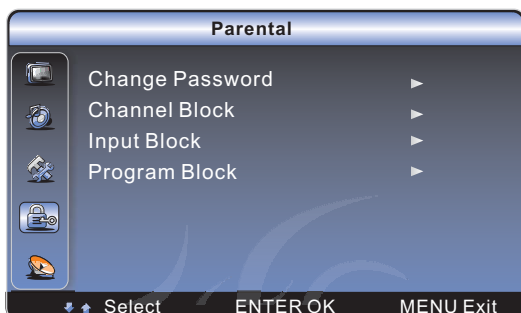 Parental
Change Password
Channel Block
Input Block
Program Block
Select ENTER OK MENU Exit